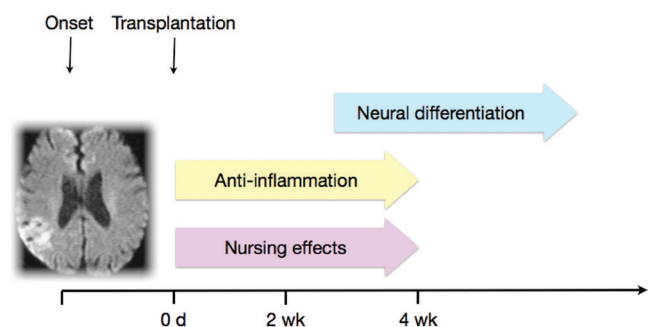 Onset Transplantation
Neural differentiation
Anti-inflammation
Nursing effects
0 d 2 wk 4 wk